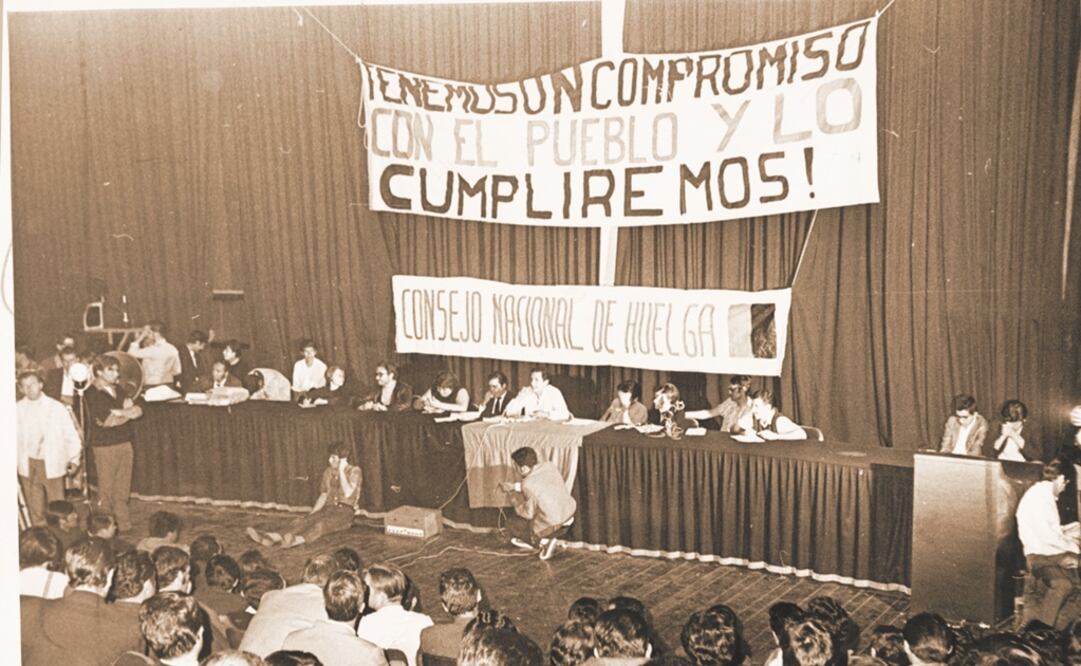 TENEMOS UN COMPROMISO
CON EL PUEBLO Y LO
CUMPLIREMOS!
CONSEJO NACIONAL DE HUELGA